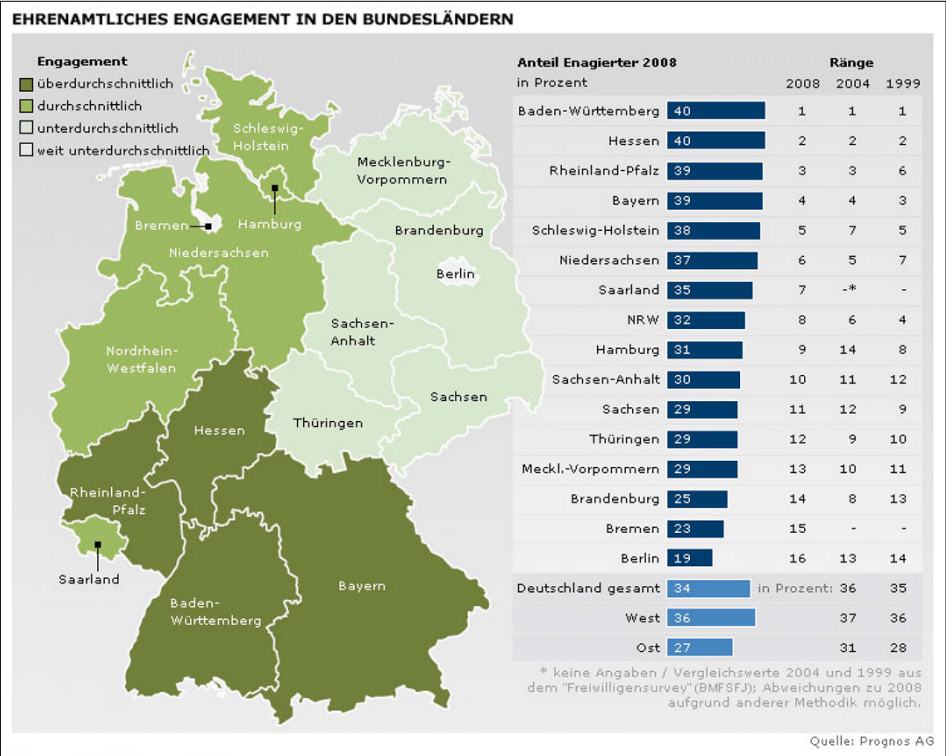 EHRENAMTLICHES ENGAGEMENT IN DEN BUNDESLÄNDERN
Engagement
überdurchschnittlich
durchschnittlich
unterdurchschnittlich
weit unterdurchschnittlich
Schleswig-
Holstein
Mecklenburg-
Vorpommern
Hamburg
Bremen
Niedersachsen
Brandenburg
Berlin
Sachsen-
Anhalt
Nordrhein-
Westfalen
Sachsen
Thüringen
Hessen
Rheinland-
Pfalz
Saarland
Bayern
Baden-
Württemberg
Anteil Enagierter 2008 Ränge
in Prozent 2008 2004 1999
Baden-Württemberg 40 1 1 1
Hessen 40 2 2 2
Rheinland-Pfalz 39 3 3 6
Bayern 39 4 4 3
Schleswig-Holstein 38 5 7 5
Niedersachsen 37 6 5 7
Saarland 35 7 -* -
NRW 32 8 6 4
Hamburg 31 9 14 8
Sachsen-Anhalt 30 10 11 12
Sachsen 29 11 12 9
Thüringen 29 12 9 10
Meckl.-Vorpommern 29 13 10 11
Brandenburg 25 14 8 13
Bremen 23 15 - -
Berlin 19 16 13 14
Deutschland gesamt 34 in Prozent: 36 35
West 36 37 36
Ost 27 31 28
* keine Angaben / Vergleichswerte 2004 und 1999 aus
dem "Freiwilligensurvey"(BMFSFJ); Abweichungen zu 2008
aufgrund anderer Methodik möglich.
Quelle: Prognos AG